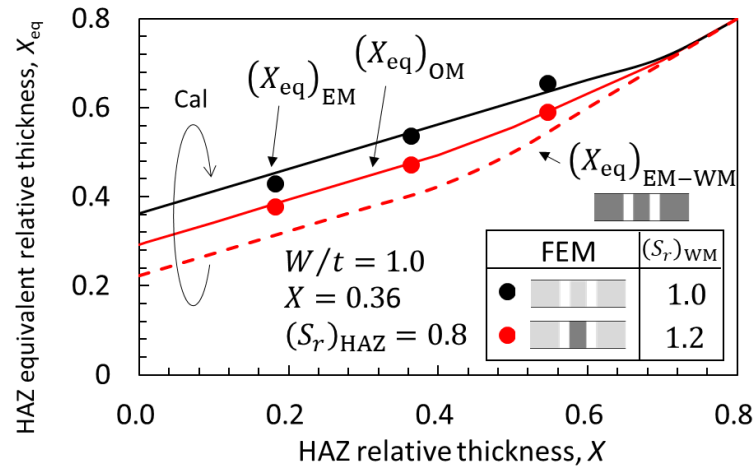 HAZ equivalent relative thickness, X_eq
0.8
0.6
0.4
0.2
0
Cal
(X_eq)_EM
(X_eq)_OM
(X_eq)_EM−WM
W/t = 1.0
X = 0.36
(S_r)_HAZ = 0.8
FEM (S_r)_WM
1.0
1.2
0.0 0.2 0.4 0.6 0.8
HAZ relative thickness, X